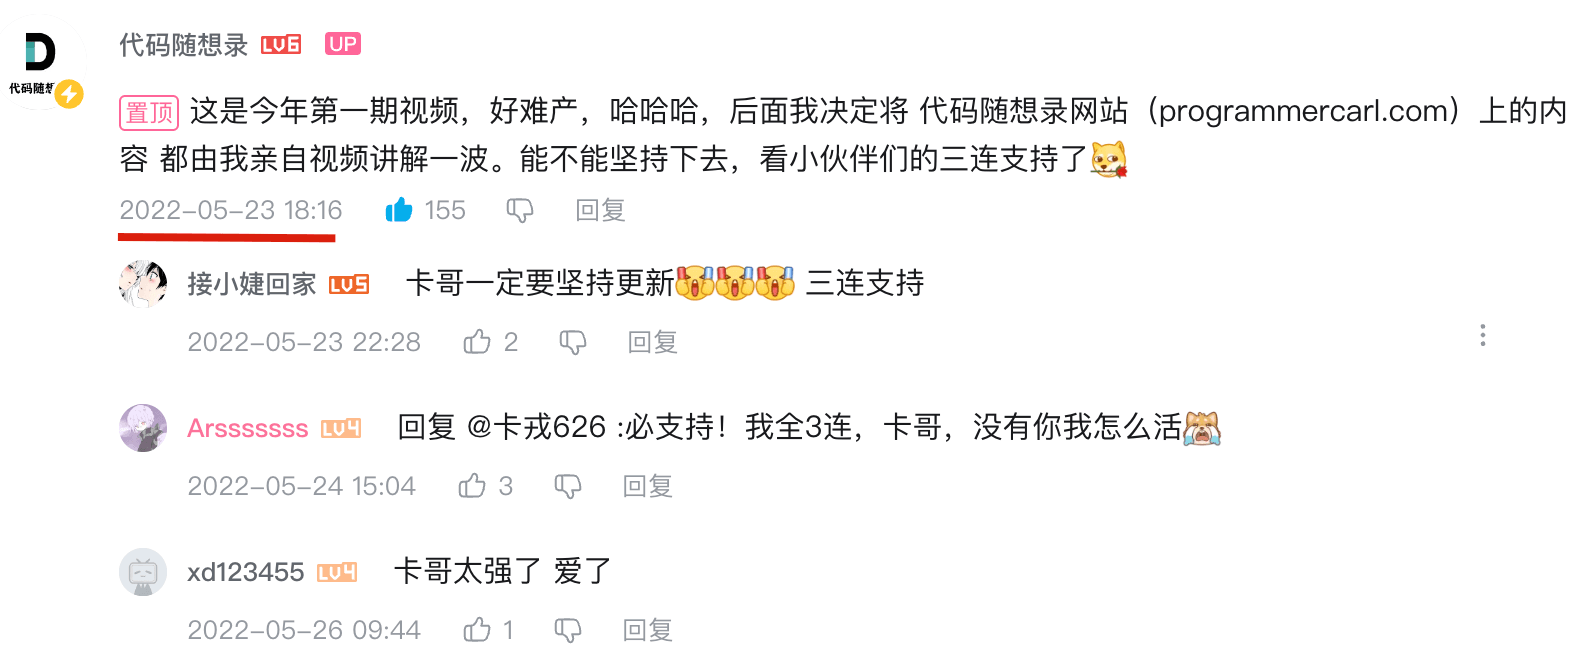 代码随想录 LV6 UP
代码随想
置顶 这是今年第一期视频，好难产，哈哈哈，后面我决定将 代码随想录网站（programmercarl.com）上的内
容 都由我亲自视频讲解一波。能不能坚持下去，看小伙伴们的三连支持了
2022-05-23 18:16 155 回复
接小婕回家 LV5 卡哥一定要坚持更新 三连支持
2022-05-23 22:28 2 回复
Arsssssss LV4 回复 @卡戎626 :必支持！我全3连，卡哥，没有你我怎么活
2022-05-24 15:04 3 回复
xd123455 LV4 卡哥太强了 爱了
2022-05-26 09:44 1 回复